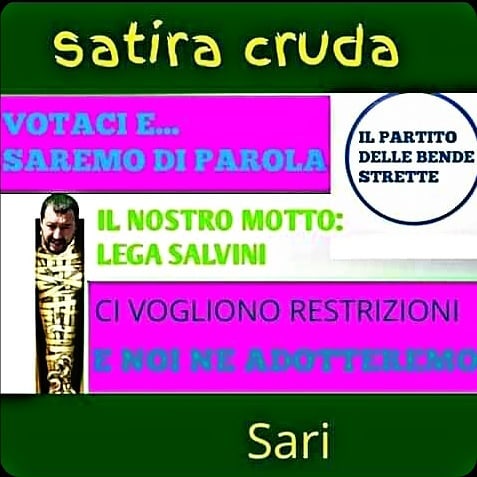 satira cruda
VOTACI E...
SAREMO DI PAROLA
IL PARTITO
DELLE BENDE
STRETTE
IL NOSTRO MOTTO:
LEGA SALVINI
CI VOGLIONO RESTRIZIONI
E NOI NE ADOTTEREMO
Sari